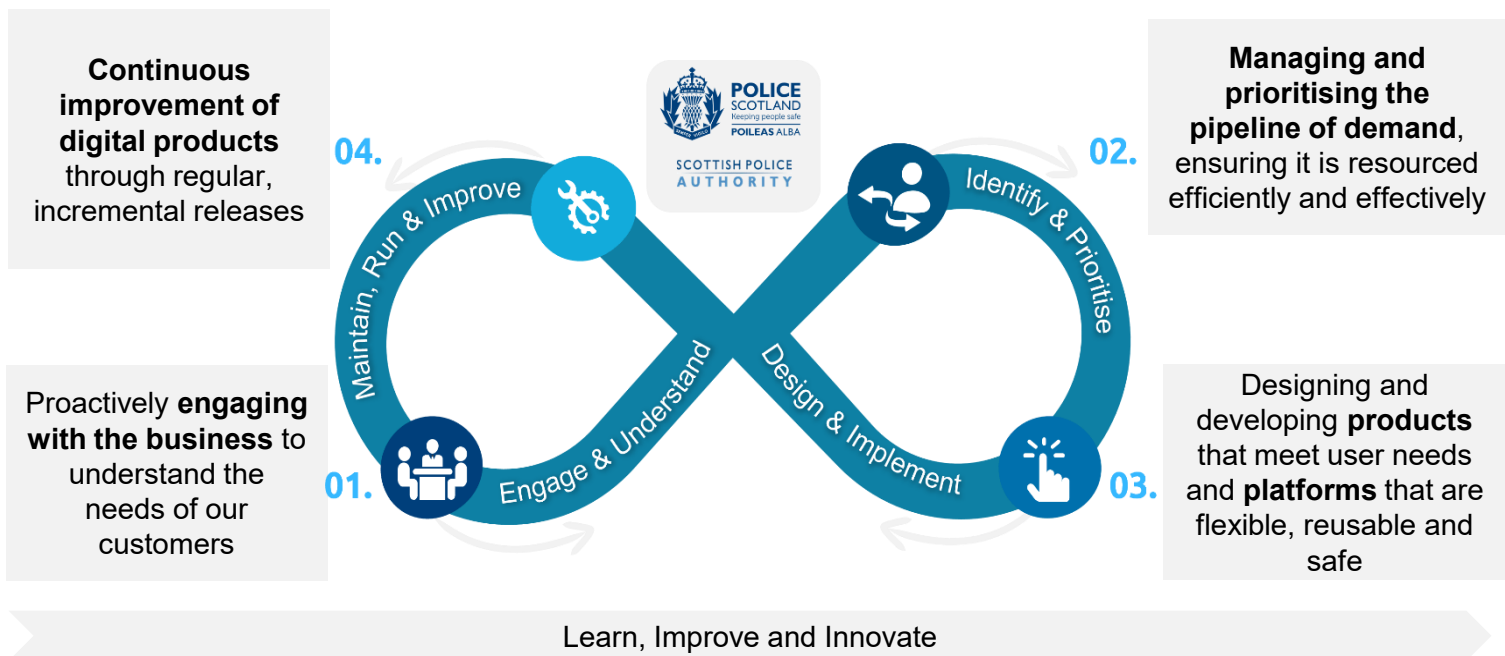 Continuous
improvement of
digital products
through regular,
incremental releases
04.
POLICE
SCOTLAND
Keeping people safe
POILEAS ALBA
SCOTTISH POLICE
AUTHORITY
02.
Managing and
prioritising the
pipeline of demand,
ensuring it is resourced
efficiently and effectively
Maintain, Run & Improve
Identify & Prioritise
Proactively engaging
with the business to
understand the
needs of our
customers
01.
Engage & Understand
Design & Implement
03.
Designing and
developing products
that meet user needs
and platforms that are
flexible, reusable and
safe
Learn, Improve and Innovate